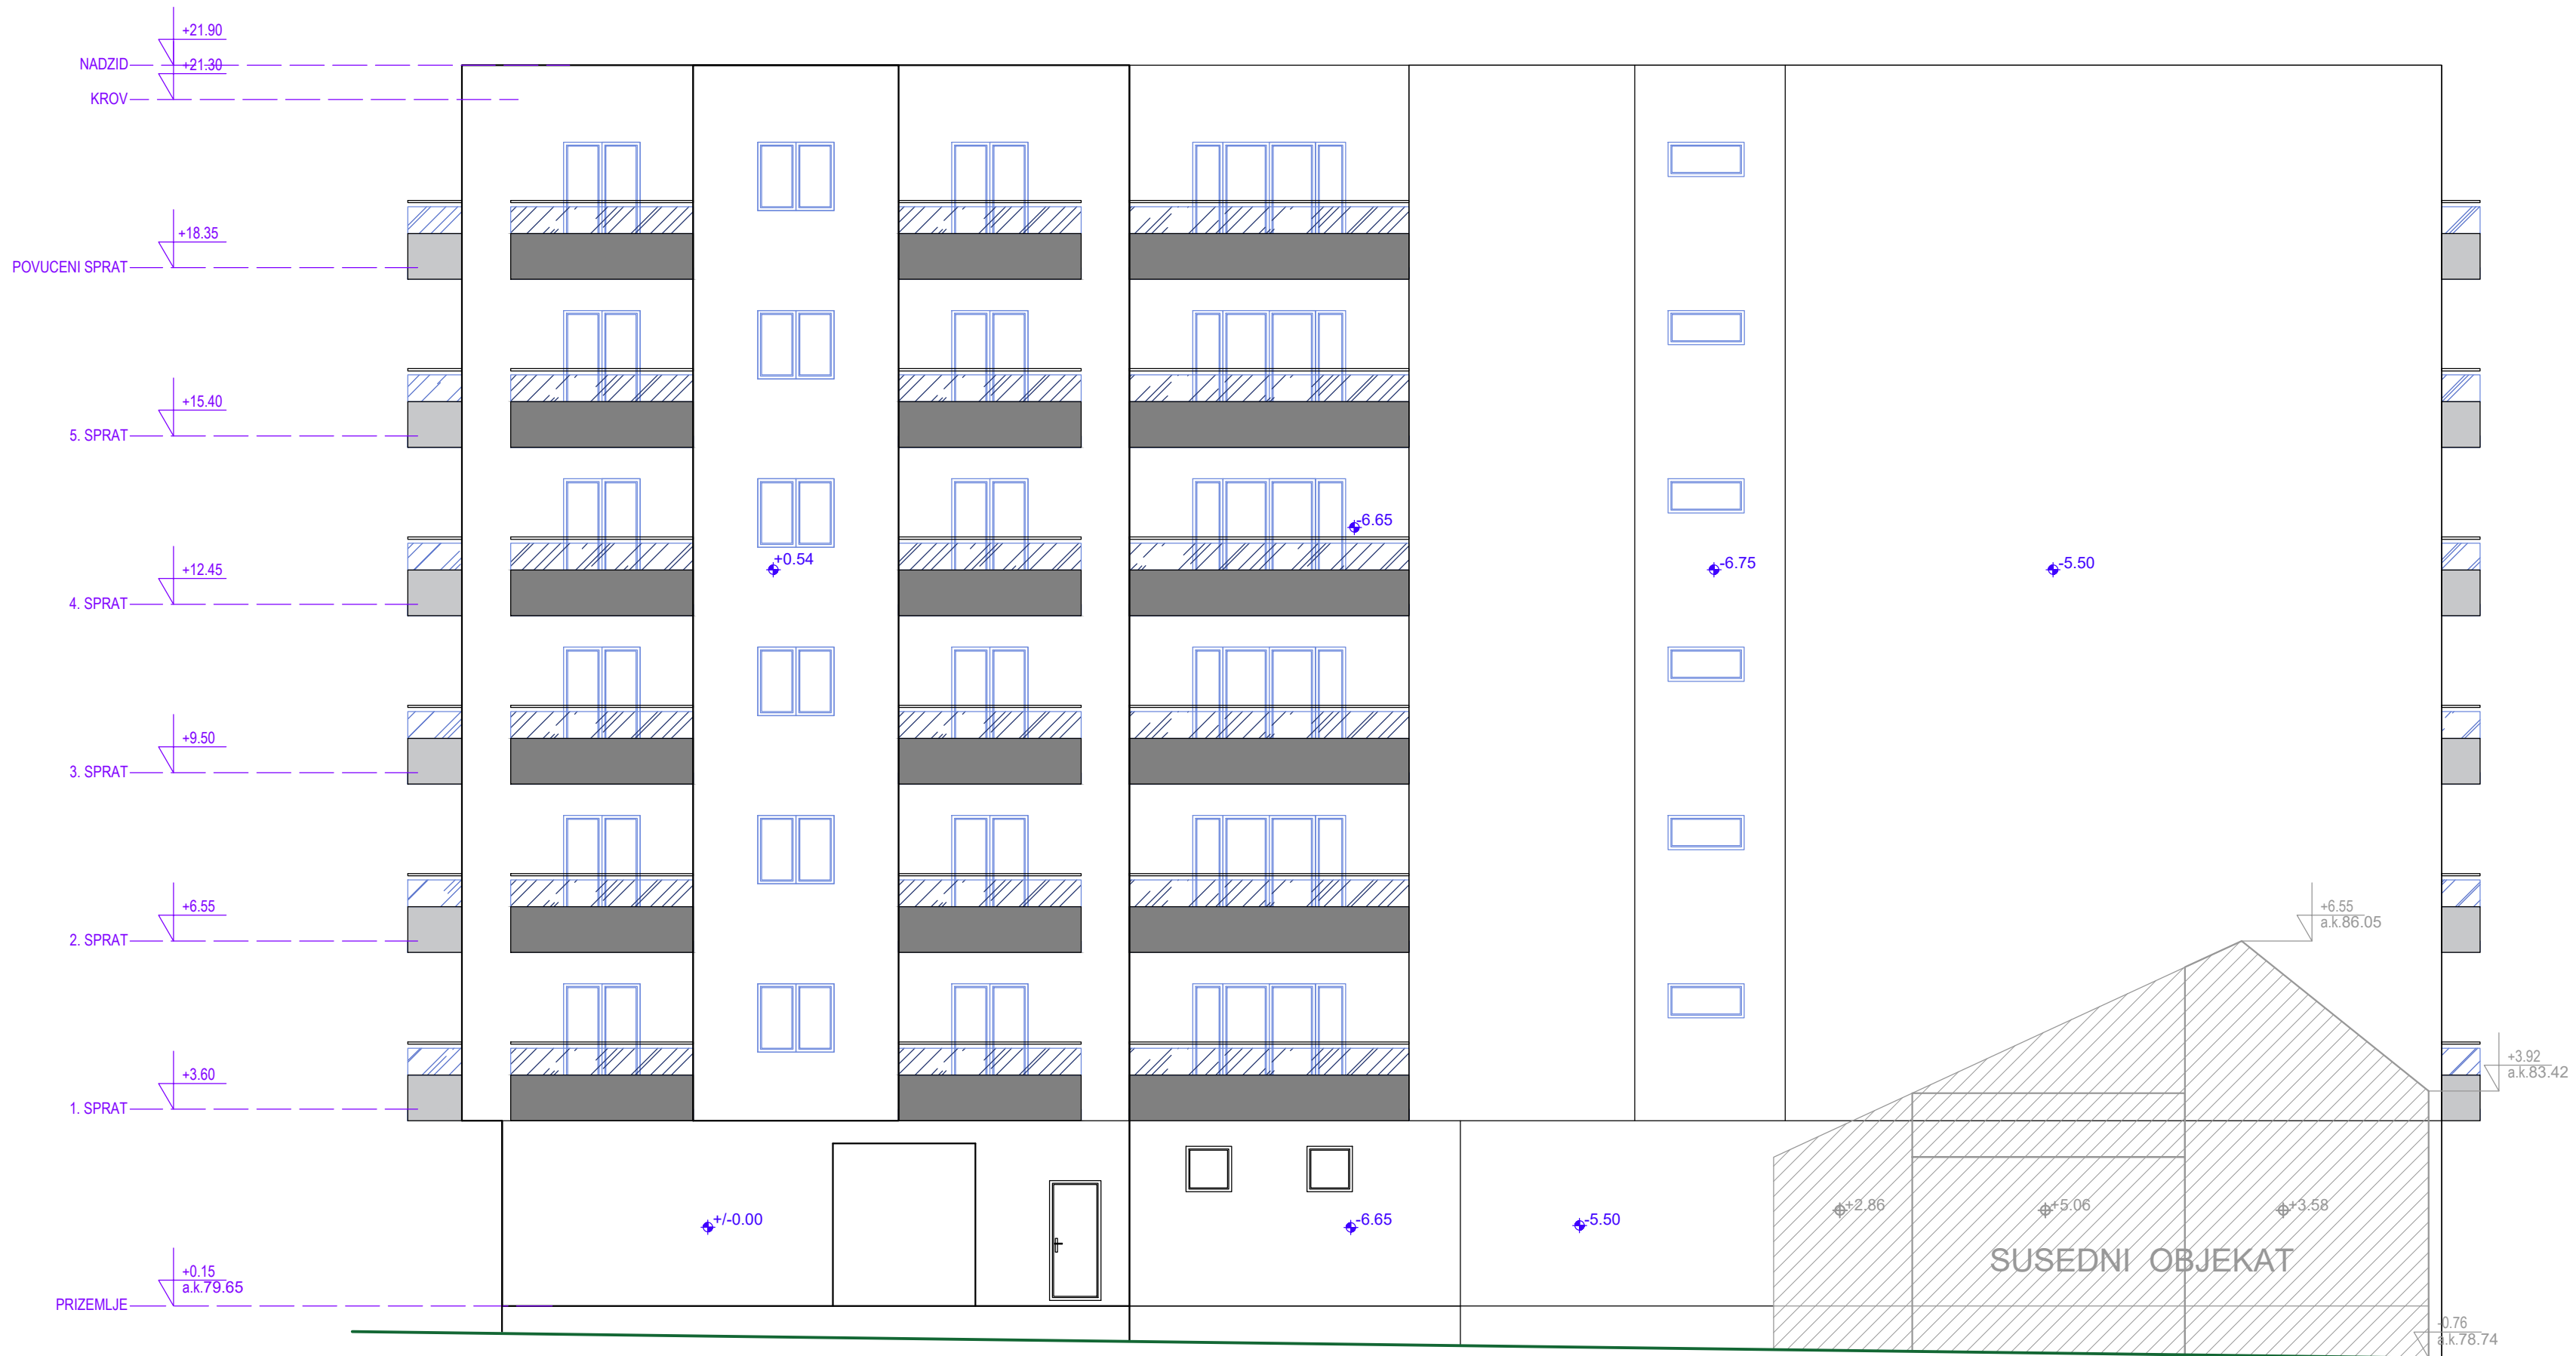 +21.90
NADZID
+21.30
KROV
+18.35
POVUCENI SPRAT
+15.40
5. SPRAT
-6.65
+0.54
-6.75
-5.50
+12.45
4. SPRAT
+9.50
3. SPRAT
+6.55
2. SPRAT
+6.55
a.k.86.05
+3.60
1. SPRAT
+3.92
a.k.83.42
+/-0.00
-6.65
-5.50
+2.86
+5.06
+3.58
SUSEDNI OBJEKAT
+0.15
a.k.79.65
PRIZEMLJE
-0.76
a.k.78.74